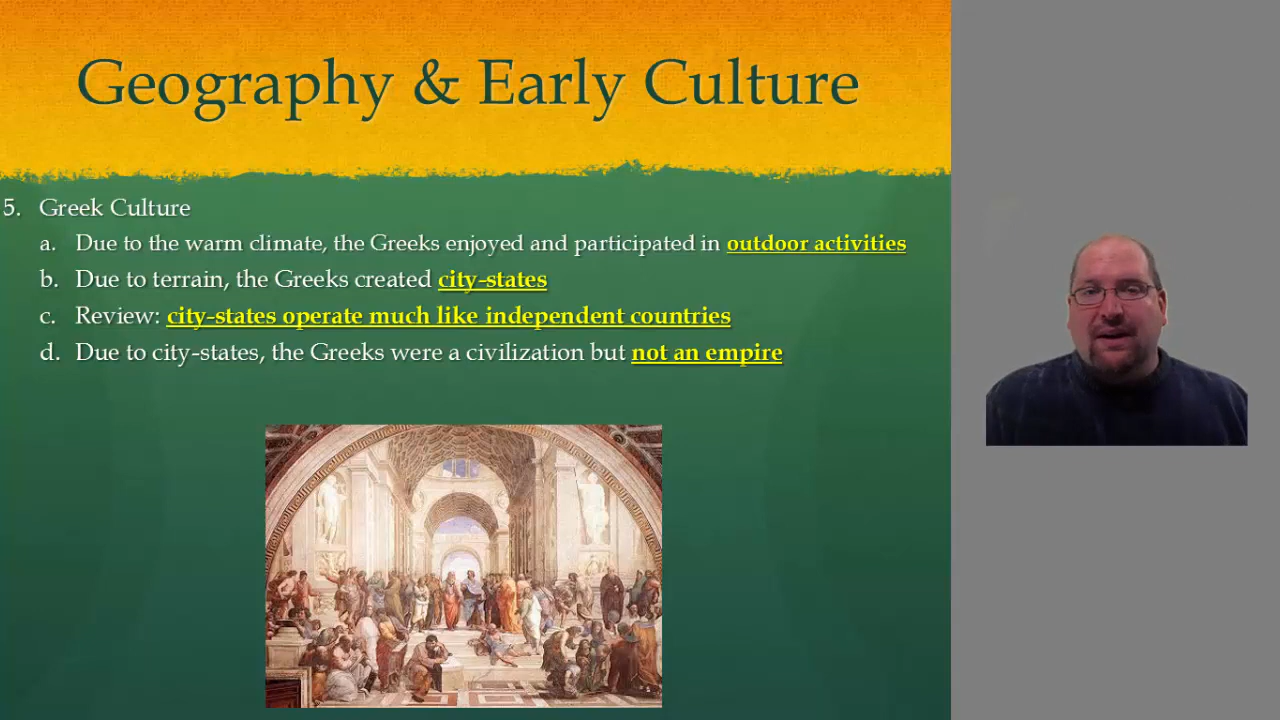 Geography & Early Culture
5. Greek Culture
a. Due to the warm climate, the Greeks enjoyed and participated in outdoor activities
b. Due to terrain, the Greeks created city-states
c. Review: city-states operate much like independent countries
d. Due to city-states, the Greeks were a civilization but not an empire